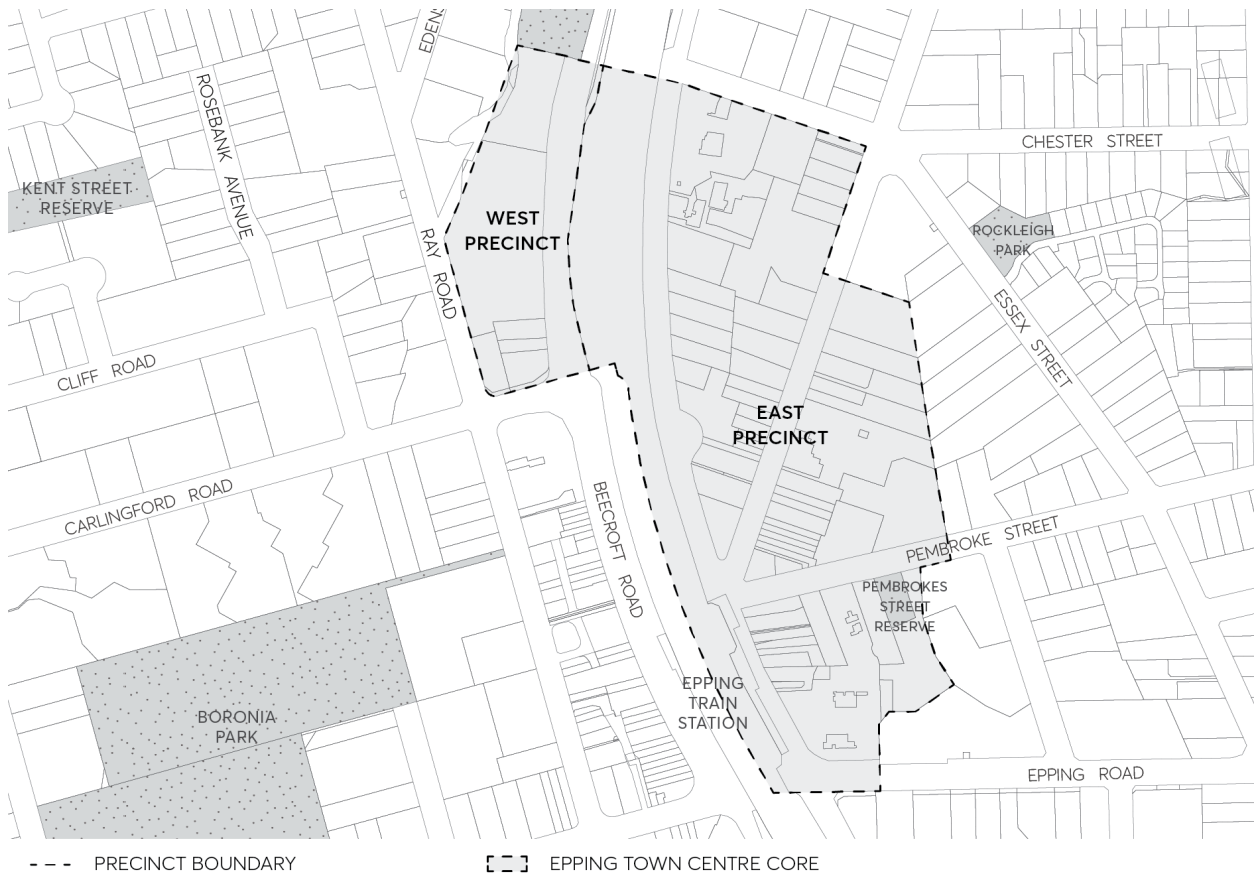 EDENS
ROSEBANK AVENUE
CHESTER STREET
KENT STREET
RESERVE
WEST
PRECINCT
ROCKLEIGH
PARK
RAY ROAD
ESSEX STREET
CLIFF ROAD
EAST
PRECINCT
CARLINGFORD ROAD
BEECROFT ROAD
PEMBROKE STREET
PEMBROKES
STREET
RESERVE
EPPING
TRAIN
STATION
BORONIA
PARK
EPPING ROAD
PRECINCT BOUNDARY
EPPING TOWN CENTRE CORE